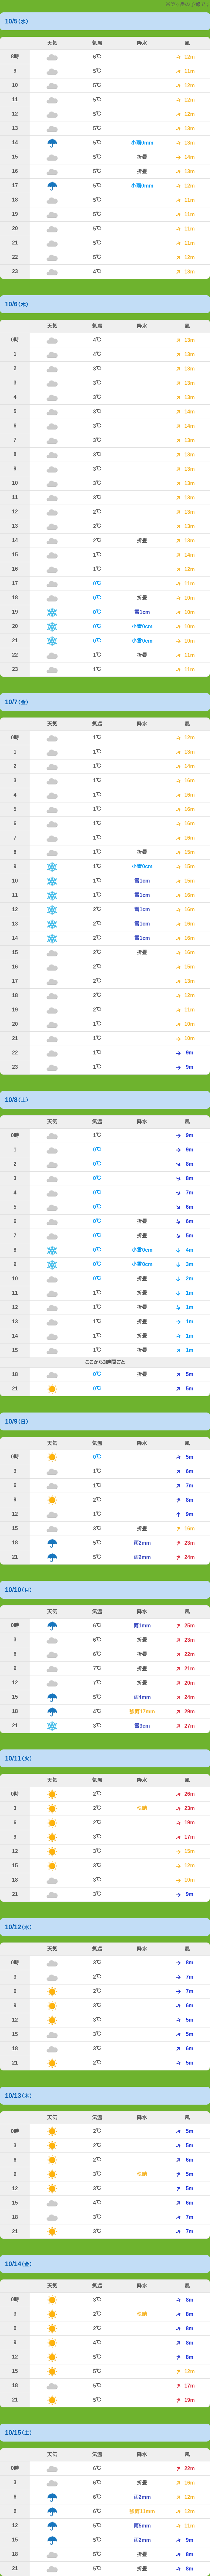 10/5(水)
天気 気温 降水 風
8時 6℃ 12m
9 5℃ 11m
10 5℃ 12m
11 5℃ 12m
12 5℃ 12m
13 5℃ 13m
14 5℃ 小雨0mm 13m
15 5℃ 折畳 14m
16 5℃ 折畳 13m
17 5℃ 小雨0mm 12m
18 5℃ 11m
19 5℃ 11m
20 5℃ 11m
21 5℃ 11m
22 5℃ 12m
23 4℃ 13m
10/6(木)
天気 気温 降水 風
0時 4℃ 13m
1 4℃ 13m
2 3℃ 13m
3 3℃ 13m
4 3℃ 13m
5 3℃ 14m
6 3℃ 14m
7 3℃ 13m
8 3℃ 13m
9 3℃ 13m
10 3℃ 13m
11 3℃ 13m
12 2℃ 13m
13 2℃ 13m
14 2℃ 折畳 13m
15 1℃ 14m
16 1℃ 12m
17 0℃ 11m
18 0℃ 折畳 10m
19 0℃ 雪1cm 10m
20 0℃ 小雪0cm 10m
21 0℃ 小雪0cm 10m
22 1℃ 折畳 11m
23 1℃ 11m
10/7(金)
天気 気温 降水 風
0時 1℃ 12m
1 1℃ 13m
2 1℃ 14m
3 1℃ 16m
4 1℃ 16m
5 1℃ 16m
6 1℃ 16m
7 1℃ 16m
8 1℃ 折畳 15m
9 1℃ 小雪0cm 15m
10 1℃ 雪1cm 15m
11 1℃ 雪1cm 16m
12 2℃ 雪1cm 16m
13 2℃ 雪1cm 16m
14 2℃ 雪1cm 16m
15 2℃ 折畳 16m
16 2℃ 15m
17 2℃ 13m
18 2℃ 12m
19 2℃ 11m
20 1℃ 10m
21 1℃ 10m
22 1℃ 9m
23 1℃ 9m
10/8(土)
天気 気温 降水 風
0時 1℃ 9m
1 0℃ 9m
2 0℃ 8m
3 0℃ 8m
4 0℃ 7m
5 0℃ 6m
6 0℃ 折畳 6m
7 0℃ 折畳 5m
8 0℃ 小雪0cm 4m
9 0℃ 小雪0cm 3m
10 0℃ 折畳 2m
11 1℃ 折畳 1m
12 1℃ 折畳 1m
13 1℃ 折畳 1m
14 1℃ 折畳 1m
15 1℃ 折畳 1m
ここから3時間ごと
18 0℃ 折畳 5m
21 0℃ 5m
10/9(日)
天気 気温 降水 風
0時 0℃ 5m
3 1℃ 6m
6 1℃ 7m
9 2℃ 8m
12 1℃ 9m
15 3℃ 折畳 16m
18 5℃ 雨2mm 23m
21 5℃ 雨2mm 24m
10/10(月)
天気 気温 降水 風
0時 6℃ 雨1mm 25m
3 6℃ 折畳 23m
6 6℃ 折畳 22m
9 7℃ 折畳 21m
12 7℃ 折畳 20m
15 5℃ 雨4mm 24m
18 4℃ 強雨17mm 29m
21 3℃ 雪3cm 27m
10/11(火)
天気 気温 降水 風
0時 2℃ 26m
3 2℃ 23m
6 2℃ 19m
9 3℃ 17m
12 3℃ 15m
15 3℃ 12m
18 3℃ 10m
21 3℃ 9m
10/12(水)
天気 気温 降水 風
0時 3℃ 8m
3 2℃ 7m
6 2℃ 7m
9 3℃ 6m
12 3℃ 5m
15 3℃ 5m
18 3℃ 6m
21 2℃ 5m
10/13(木)
天気 気温 降水 風
0時 2℃ 5m
3 2℃ 5m
6 2℃ 6m
9 3℃ 5m
12 3℃ 5m
15 4℃ 6m
18 3℃ 7m
21 3℃ 7m
10/14(金)
天気 気温 降水 風
0時 3℃ 8m
3 2℃ 8m
6 2℃ 8m
9 4℃ 8m
12 5℃ 8m
15 5℃ 12m
18 5℃ 17m
21 5℃ 19m
10/15(土)
天気 気温 降水 風
0時 6℃ 22m
3 6℃ 折畳 16m
6 6℃ 雨2mm 12m
9 6℃ 強雨11mm 12m
12 5℃ 雨5mm 11m
15 5℃ 雨2mm 9m
18 5℃ 折畳 8m
21 5℃ 折畳 8m